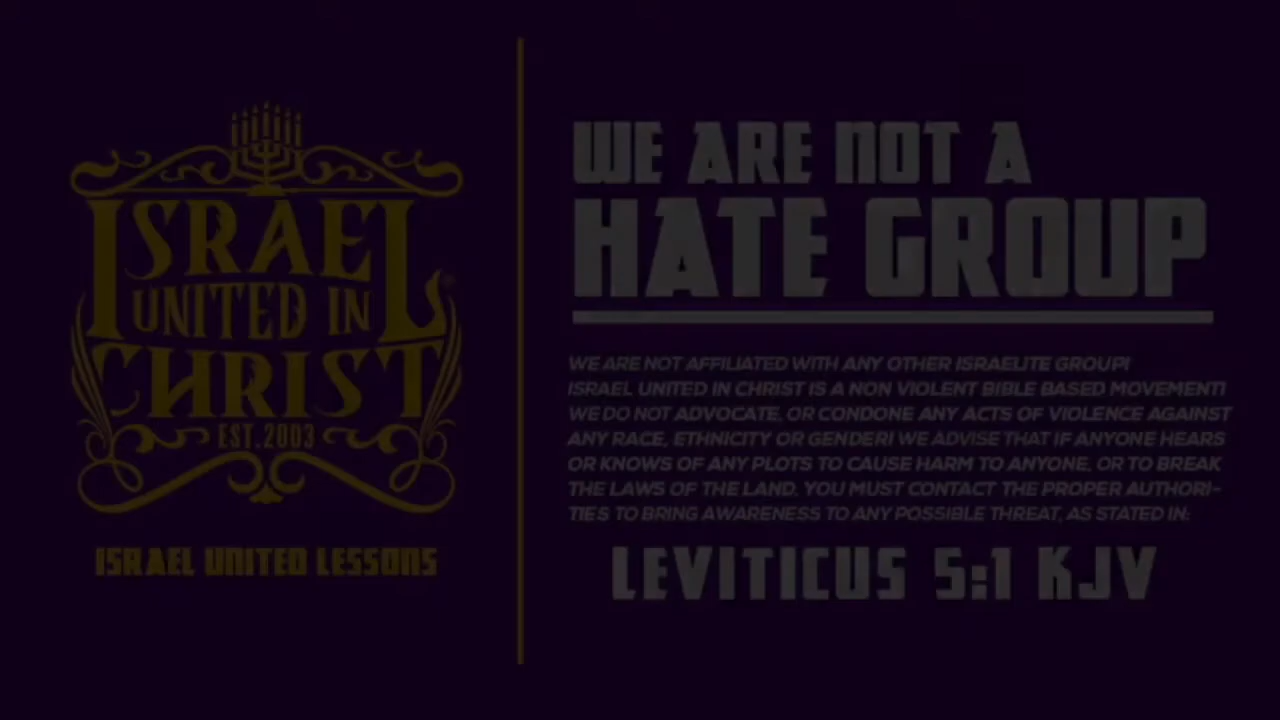 ISRAEL
UNITED IN
CHRIST
EST. 2003
ISRAEL UNITED LESSONS
WE ARE NOT A
HATE GROUP
WE ARE NOT AFFILIATED WITH ANY OTHER ISRAELITE GROUP!
ISRAEL UNITED IN CHRIST IS A NON VIOLENT BIBLE BASED MOVEMENT!
WE DO NOT ADVOCATE, OR CONDONE ANY ACTS OF VIOLENCE AGAINST
ANY RACE, ETHNICITY OR GENDER! WE ADVISE THAT IF ANYONE HEARS
OR KNOWS OF ANY PLOTS TO CAUSE HARM TO ANYONE, OR TO BREAK
THE LAWS OF THE LAND. YOU MUST CONTACT THE PROPER AUTHORI-
TIES TO BRING AWARENESS TO ANY POSSIBLE THREAT, AS STATED IN:
LEVITICUS 5:1 KJV